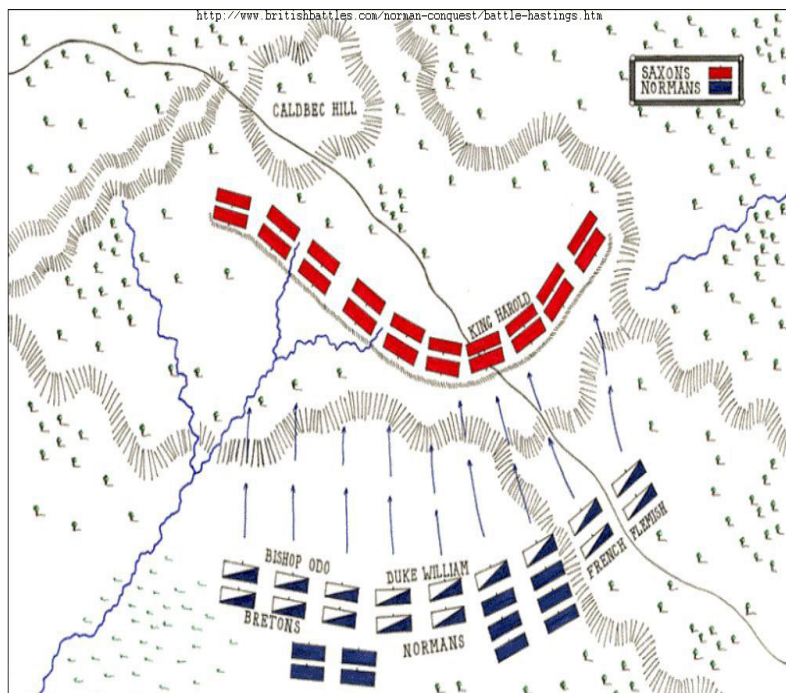 http://www.britishbattles.com/norman-conquest/battle-hastings.htm
SAXONS
NORMANS
CALDBEC HILL
KING HAROLD
BISHOP ODO
DUKE WILLIAM
FRENCH
FLEMISH
BRETONS
NORMANS